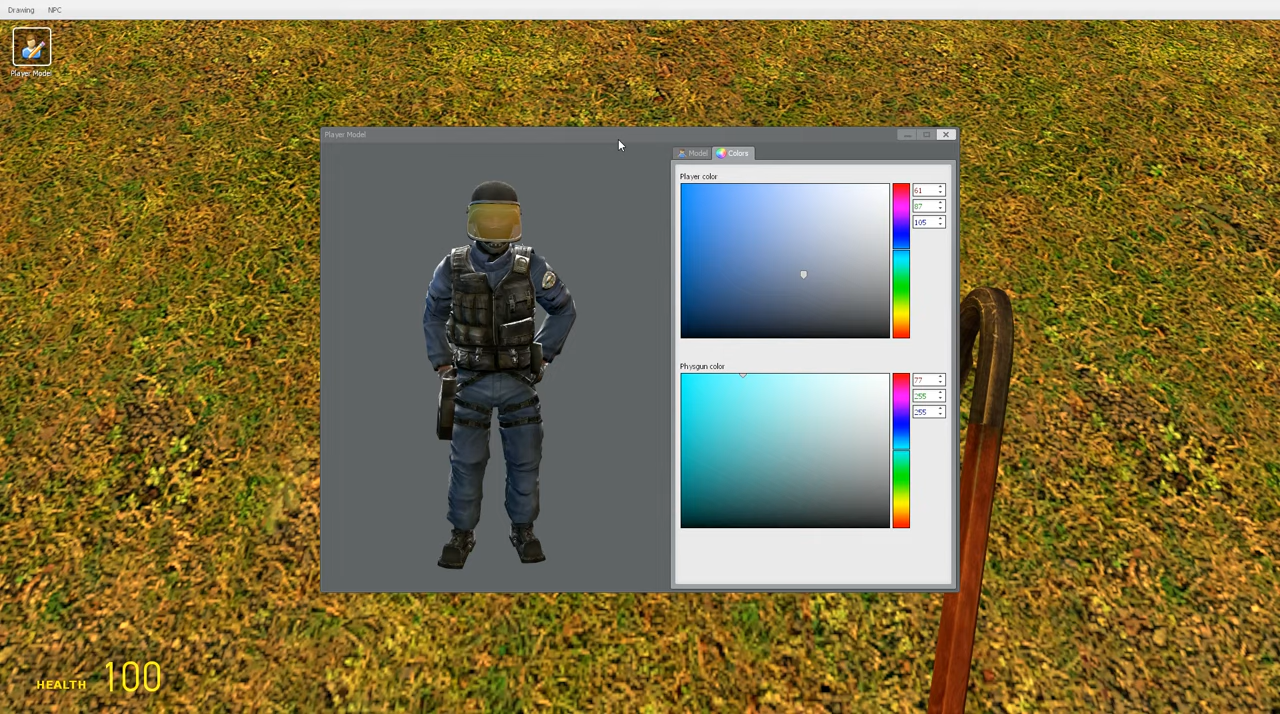 Drawing NPC
Player Model
Player Model
Model Colors
Player color
61
87
105
Physgun color
77
255
255
HEALTH 100